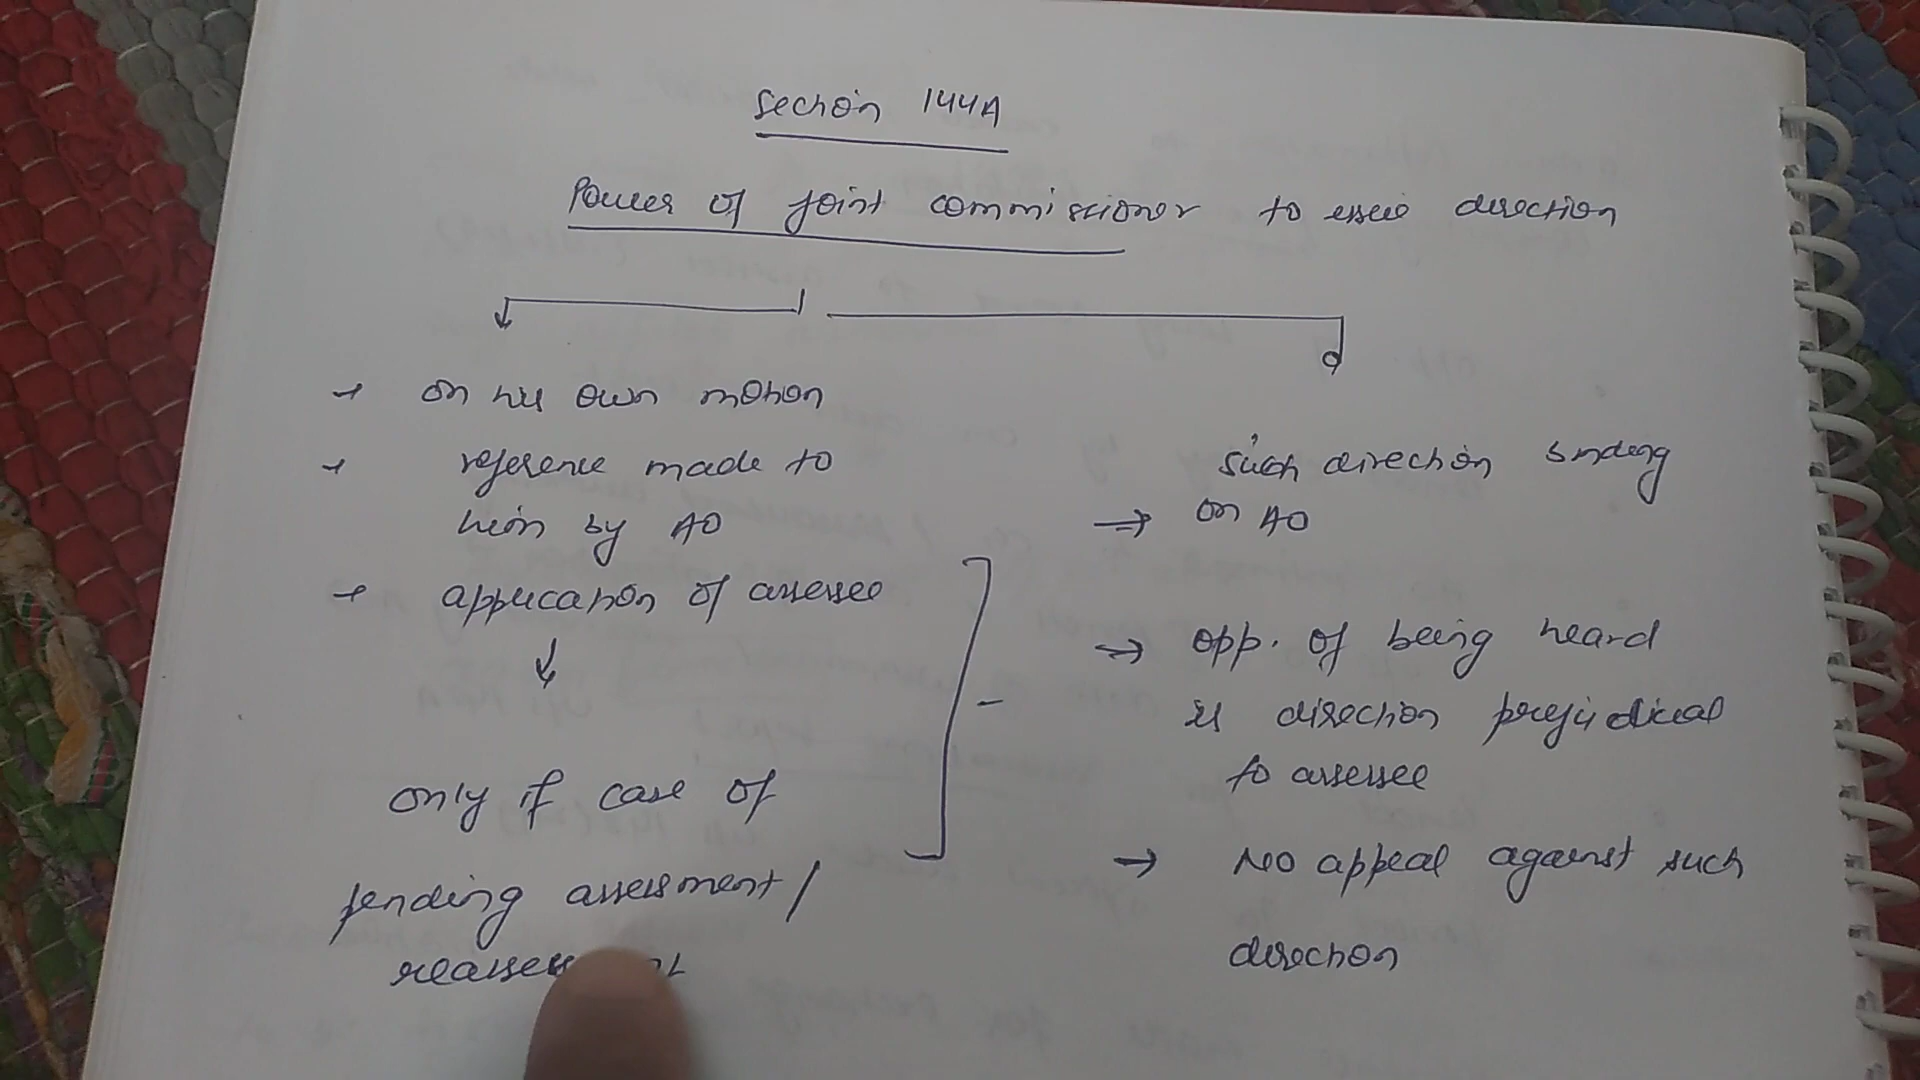 Section 144A
Power of Joint commissioner to issue direction
on his own motion
reference made to
him by AO
application of assessee
only if case of
pending assessment/
reassessment
such direction binding
on AO
opp. of being heard
is direction prejudicial
to assessee
No appeal against such
direction